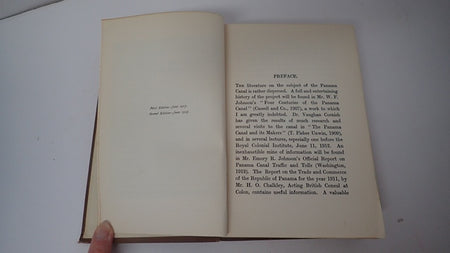 First Edition—June 1913
Second Edition—June 1913
PREFACE.
The literature on the subject of the Panama
Canal is rather dispersed. A full and entertaining
history of the project will be found in Mr. W. F.
Johnson's "Four Centuries of the Panama
Canal" (Cassell and Co., 1907), a work to which
I am greatly indebted. Dr. Vaughan Cornish
has given the results of much research and
several visits to the canal in "The Panama
Canal and its Makers" (T. Fisher Unwin, 1909),
and in several lectures, especially one before the
Royal Colonial Institute, June 11, 1912. An
inexhaustible mine of information will be found
in Mr. Emory R. Johnson's Official Report on
Panama Canal Traffic and Tolls (Washington,
1912). The Report on the Trade and Commerce
of the Republic of Panama for the year 1911, by
Mr. H. O. Chalkley, Acting British Consul at
Colon, contains useful information. A valuable